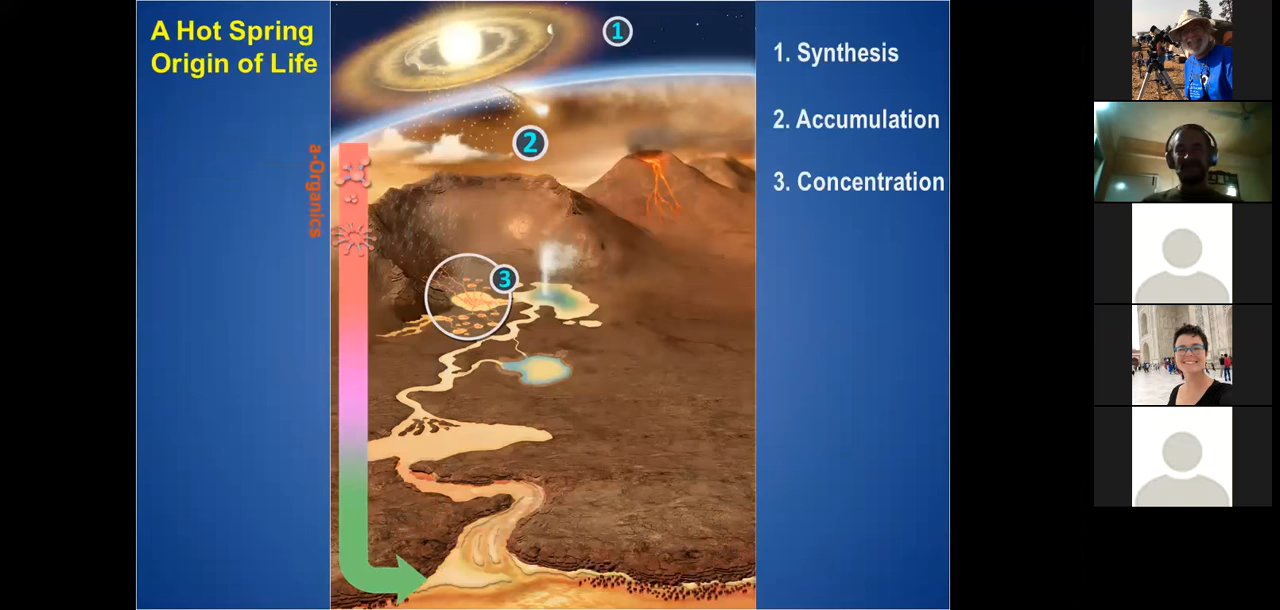 A Hot Spring
Origin of Life
1
2
3
a-Organics
1. Synthesis
2. Accumulation
3. Concentration